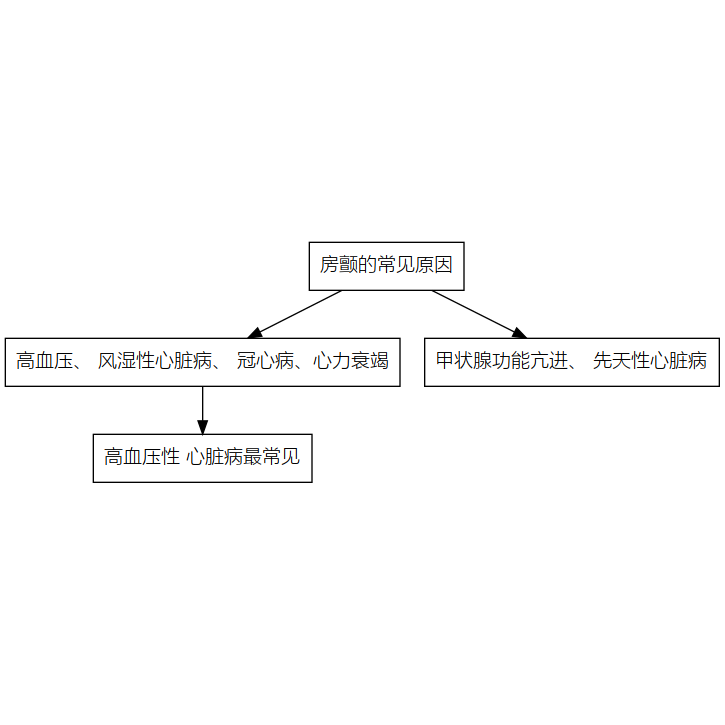 房颤的常见原因
高血压、 风湿性心脏病、 冠心病、心力衰竭
甲状腺功能亢进、 先天性心脏病
高血压性 心脏病最常见